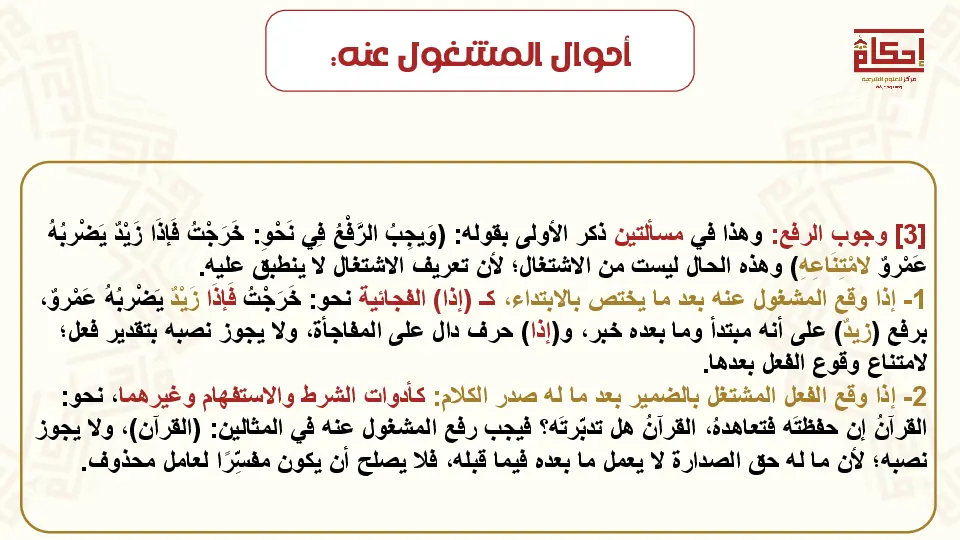 أحوال المشغول عنه:
إحكام
مركز للعلوم الشرعية
[3] وجوب الرفع: وهذا في مسألتين ذكر الأولى بقوله: (وَيجِبُ الرَّفْعُ فِي نَحْوِ: خَرَجْتُ فَإِذَا زَيْدٌ يَضْرِبُهُ
عَمْروٌ لامْتِنَاعِهِ) وهذه الحال ليست من الاشتغال؛ لأن تعريف الاشتغال لا ينطبق عليه.
1- إذا وقع المشغول عنه بعد ما يختص بالابتداء، كـ (إذا) الفجائية نحو: خَرَجْتُ فَإِذَا زَيْدٌ يَضْرِبُهُ عَمْروٌ،
برفع (زيدٌ) على أنه مبتدأ وما بعده خبر، و(إذا) حرف دال على المفاجأة، ولا يجوز نصبه بتقدير فعل؛
لامتناع وقوع الفعل بعدها.
2- إذا وقع الفعل المشتغل بالضمير بعد ما له صدر الكلام: كأدوات الشرط والاستفهام وغيرهما، نحو:
القرآنُ إن حفظتَه فتعاهدهُ، القرآنُ هل تدبّرتَه؟ فيجب رفع المشغول عنه في المثالين: (القرآن)، ولا يجوز
نصبه؛ لأن ما له حق الصدارة لا يعمل ما بعده فيما قبله، فلا يصلح أن يكون مفسِّرًا لعامل محذوف.